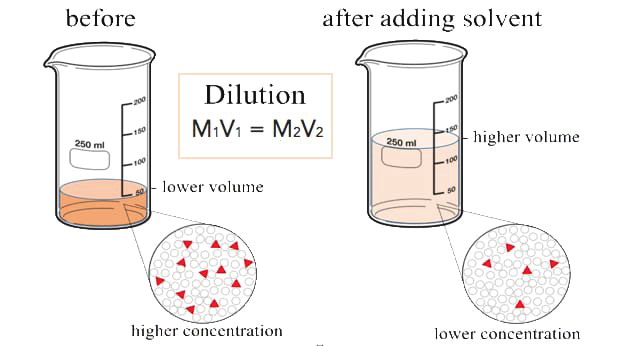 before
after adding solvent
Dilution
M₁V₁ = M₂V₂
200
150
250 ml
100
50
lower volume
200
150
250 ml
100
50
higher volume
higher concentration
lower concentration